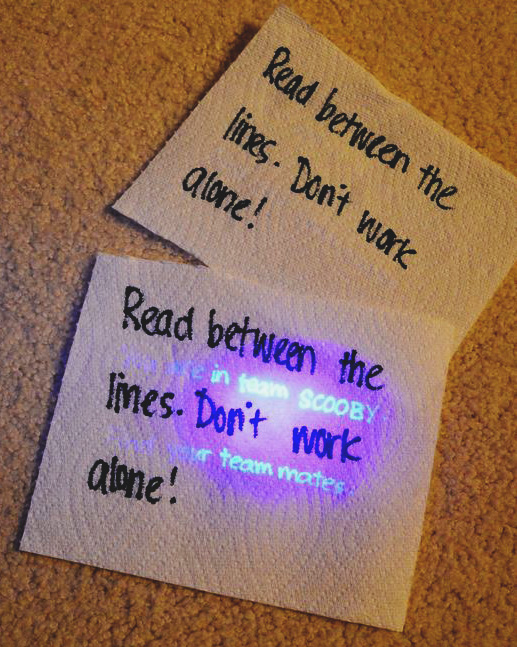 Read between the
lines. Don't work
alone!
Read between the
You are in team SCOOBY.
lines. Don't work
your team mates.
alone!